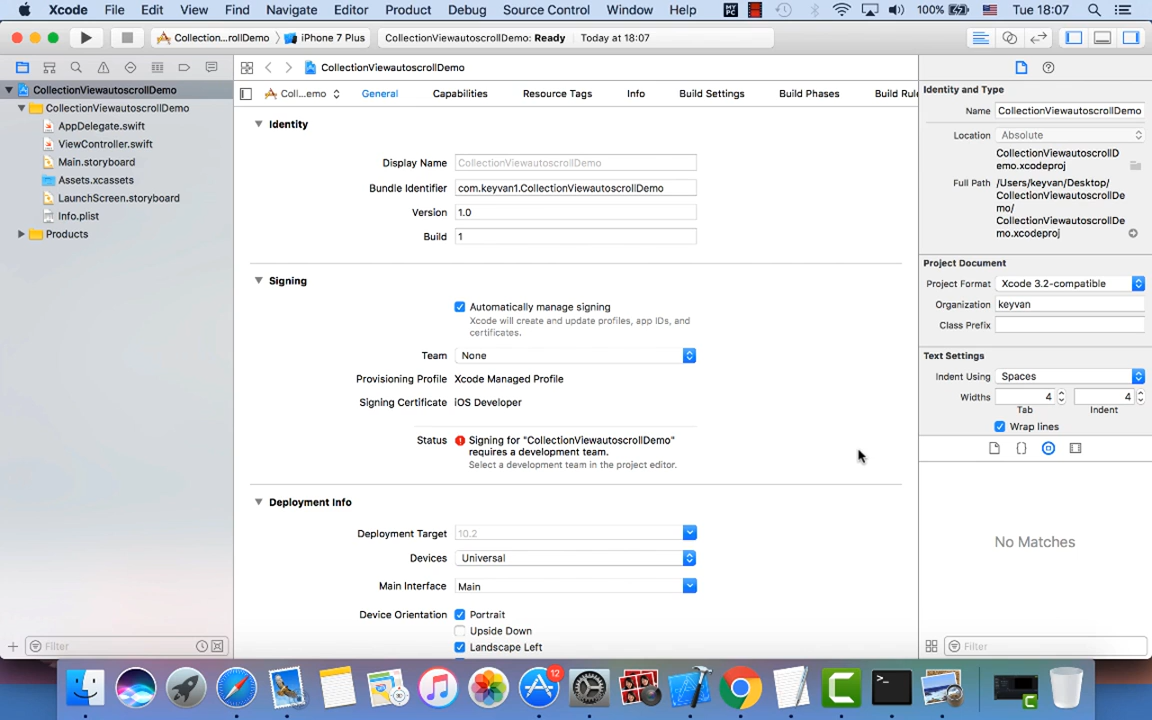 Xcode File Edit View Find Navigate Editor Product Debug Source Control Window Help MY PC 100% Tue 18:07
Collection...rollDemo iPhone 7 Plus CollectionViewautoscrollDemo: Ready Today at 18:07
CollectionViewautoscrollDemo
CollectionViewautoscrollDemo
CollectionViewautoscrollDemo
AppDelegate.swift
ViewController.swift
Main.storyboard
Assets.xcassets
LaunchScreen.storyboard
Info.plist
Products
Filter
Coll...emo General Capabilities Resource Tags Info Build Settings Build Phases Build Rul
Identity
Display Name CollectionViewautoscrollDemo
Bundle Identifier com.keyvan1.CollectionViewautoscrollDemo
Version 1.0
Build 1
Signing
Automatically manage signing
Xcode will create and update profiles, app IDs, and
certificates.
Team None
Provisioning Profile Xcode Managed Profile
Signing Certificate iOS Developer
Status Signing for "CollectionViewautoscrollDemo"
requires a development team.
Select a development team in the project editor.
Deployment Info
Deployment Target 10.2
Devices Universal
Main Interface Main
Device Orientation Portrait
Upside Down
Landscape Left
Identity and Type
Name CollectionViewautoscrollDemo
Location Absolute
CollectionViewautoscrollD
emo.xcodeproj
Full Path /Users/keyvan/Desktop/
CollectionViewautoscrollDe
mo/
CollectionViewautoscrollDe
mo.xcodeproj
Project Document
Project Format Xcode 3.2-compatible
Organization keyvan
Class Prefix
Text Settings
Indent Using Spaces
Widths 4 4
Tab Indent
Wrap lines
No Matches
Filter
12